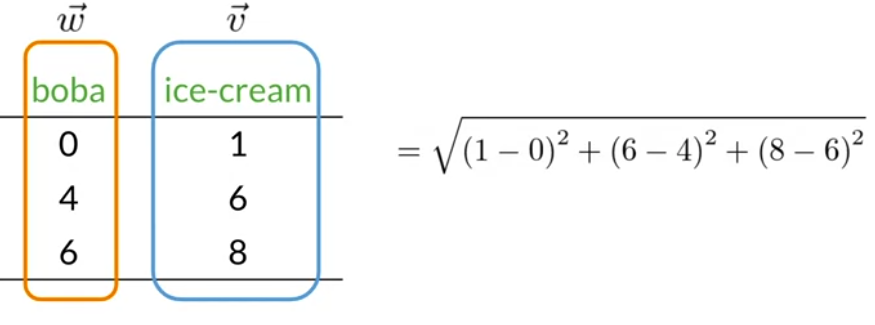 w⃗ v⃗
boba ice-cream
0 1
4 6
6 8
= √((1 − 0)² + (6 − 4)² + (8 − 6)²)